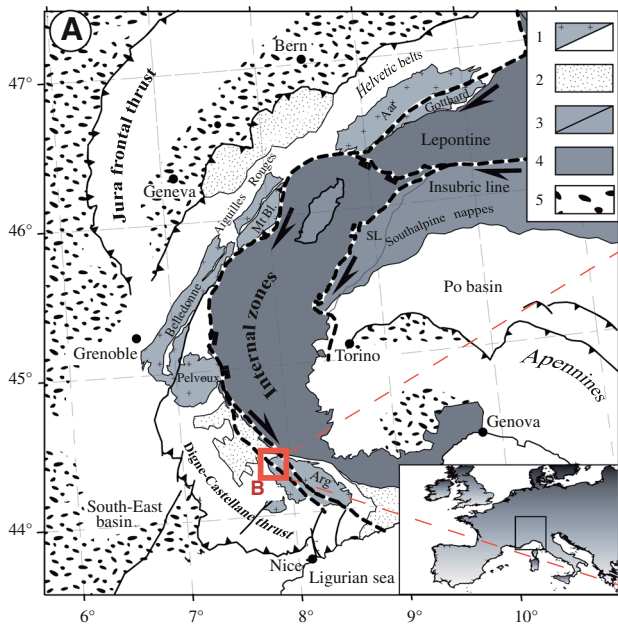 A
Bern
47°
Helvetic belts
Aar
Gotthard
Jura frontal thrust
Lepontine
Geneva
Aiguilles Rouges
Mt Bl.
Insubric line
SL
Southalpine nappes
46°
Po basin
Belledonne
Internal zones
Grenoble
Torino
Apennines
Pelvoux
45°
Genova
Digne-Castellane thrust
B
Arg
South-East
basin
44°
Nice
Ligurian sea
6°
7°
8°
9°
10°
1
2
3
4
5